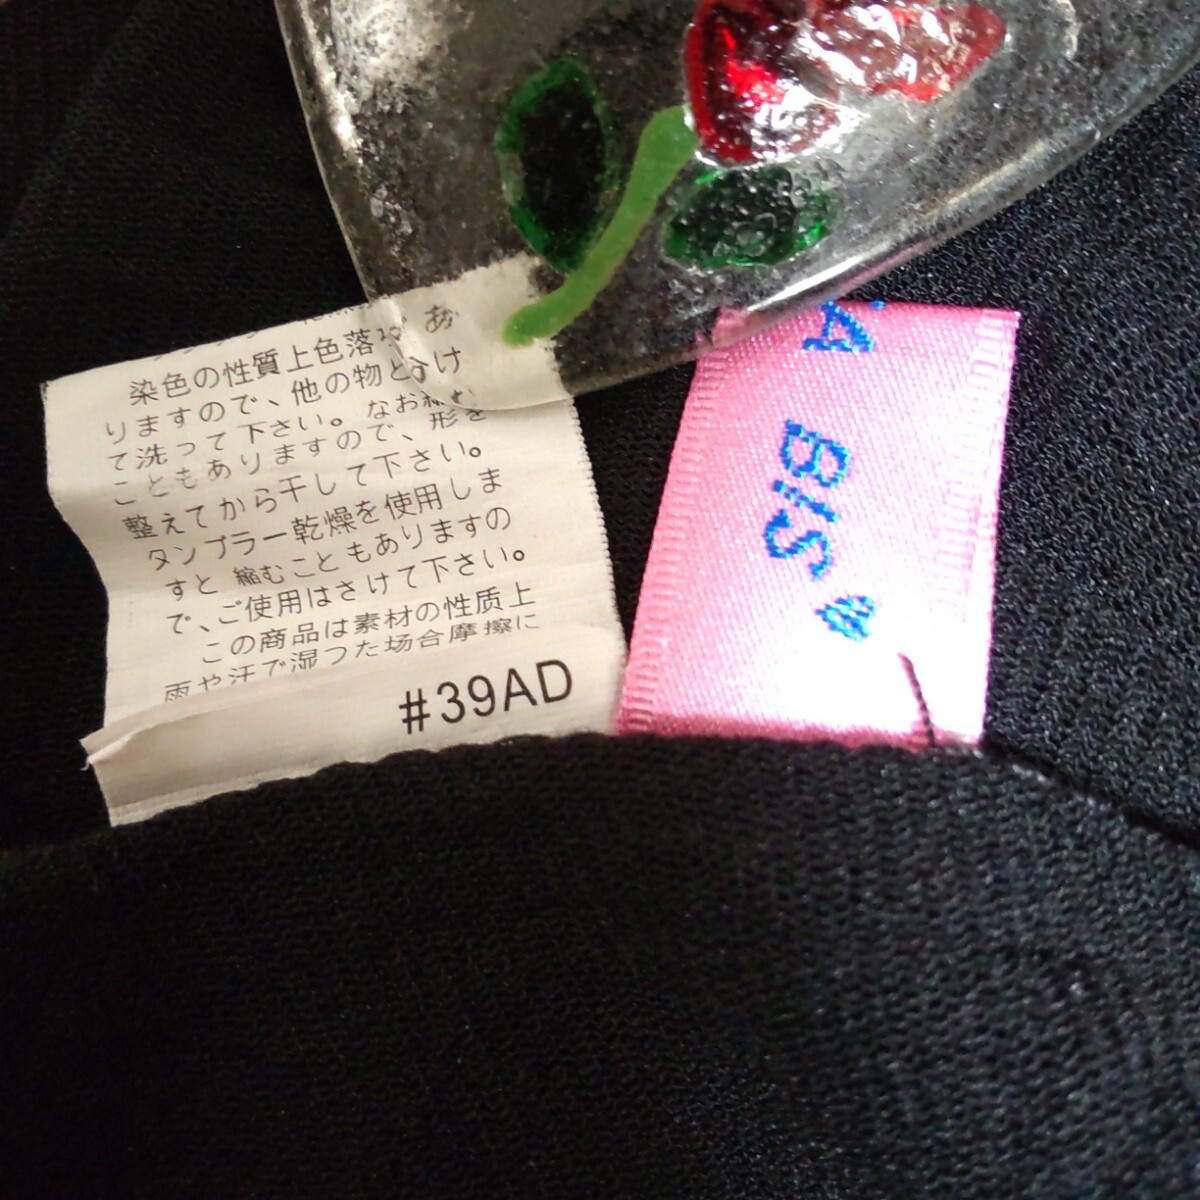 染色の性質上色落 あ
りますので、他の物と分け
て洗って下さい。なお
こともありますので、形を
整えてから干して下さい。
タンブラー乾燥を使用しま
すと縮むこともありますの
で、ご使用はさけて下さい。
この商品は素材の性質上
雨や汗で湿った場合摩擦に
#39AD
A BIS